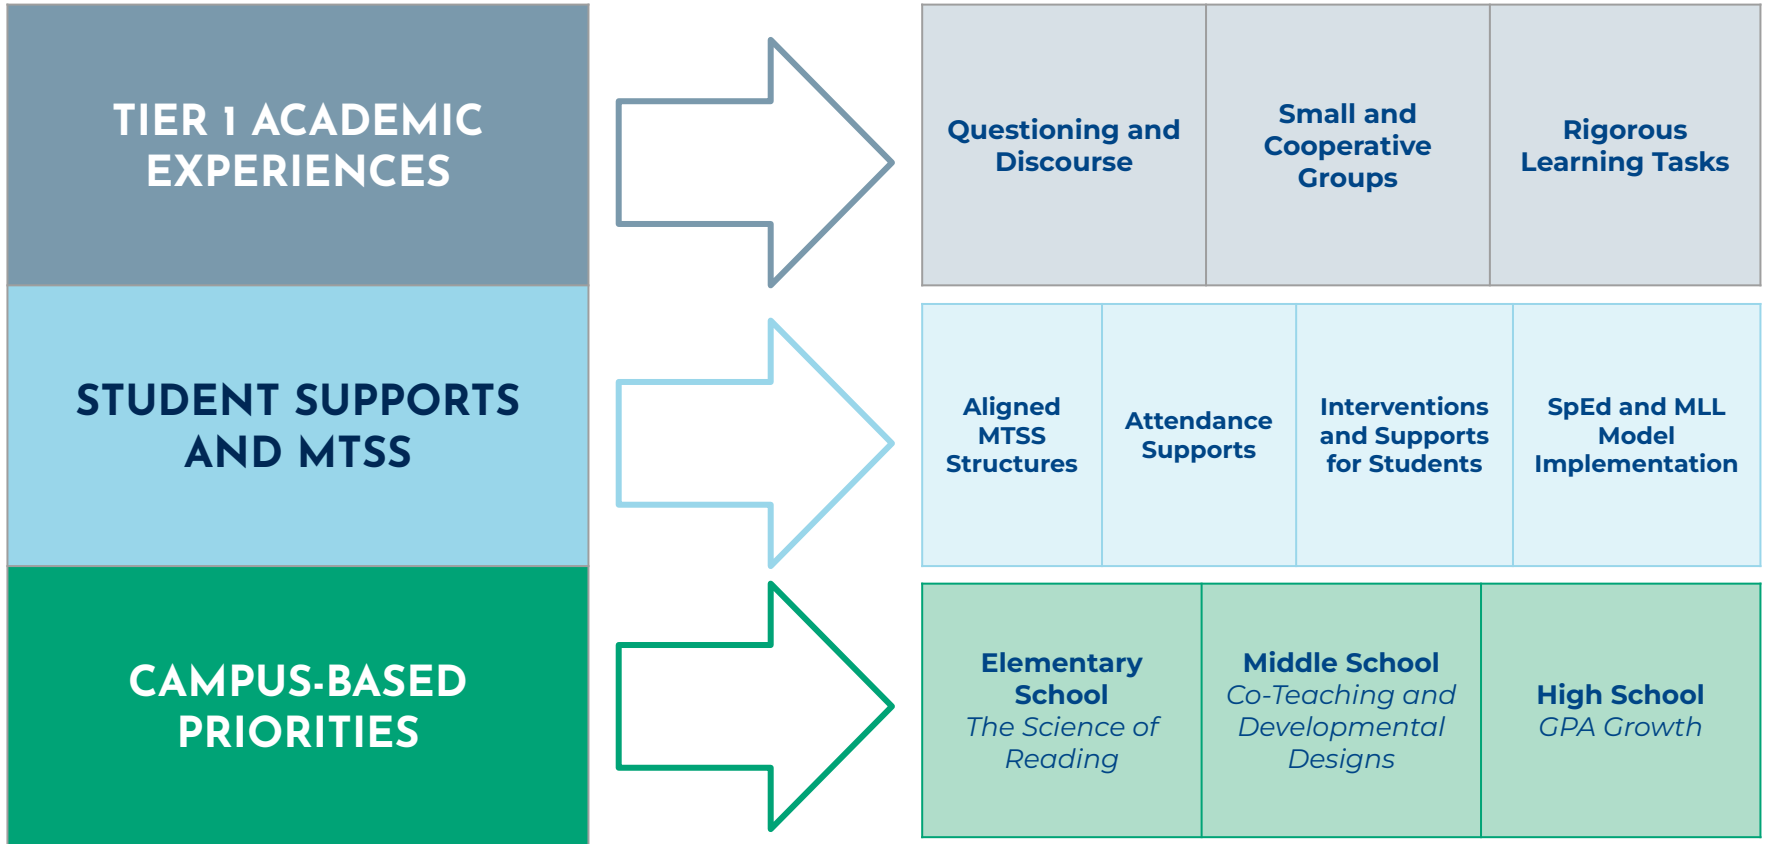 TIER 1 ACADEMIC
EXPERIENCES
Questioning and
Discourse
Small and
Cooperative
Groups
Rigorous
Learning Tasks
STUDENT SUPPORTS
AND MTSS
Aligned
MTSS
Structures
Attendance
Supports
Interventions
and Supports
for Students
SpEd and MLL
Model
Implementation
CAMPUS-BASED
PRIORITIES
Elementary
School
The Science of
Reading
Middle School
Co-Teaching and
Developmental
Designs
High School
GPA Growth